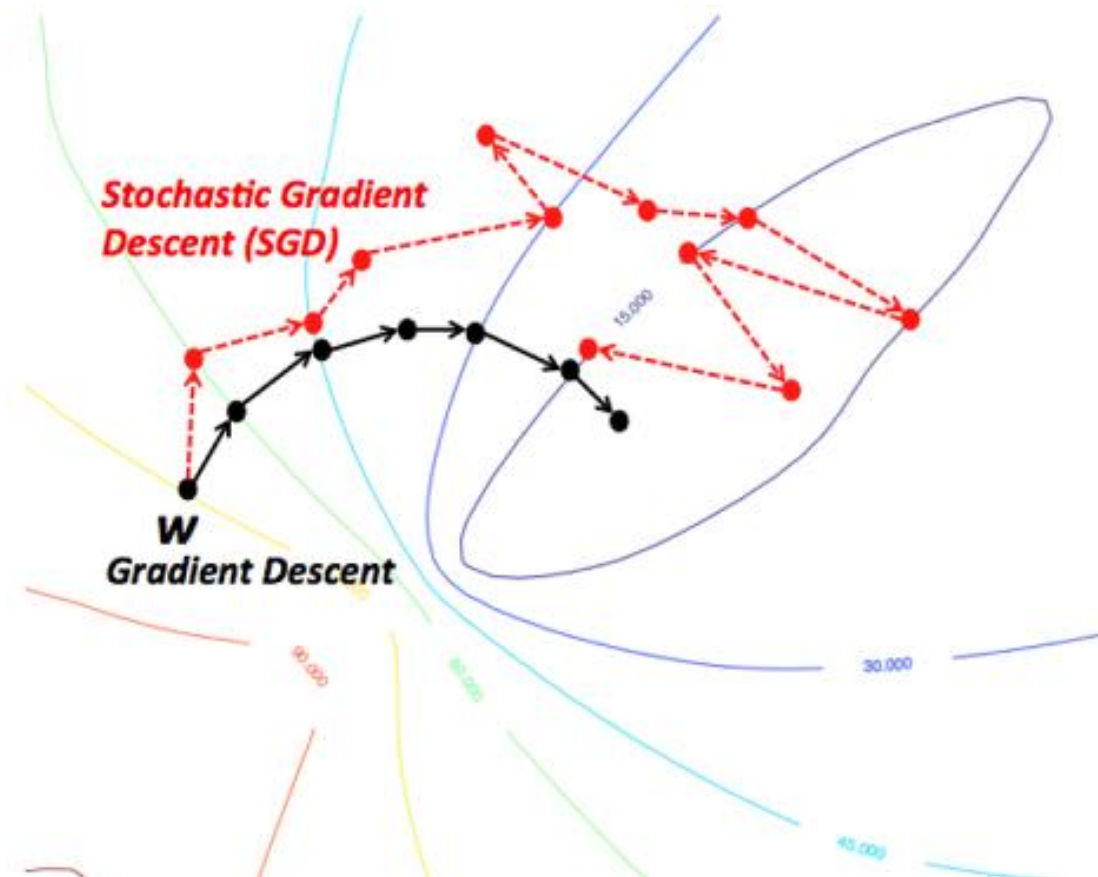 Stochastic Gradient
Descent (SGD)
15.000
W
Gradient Descent
90.000
60.000
30.000
45.000